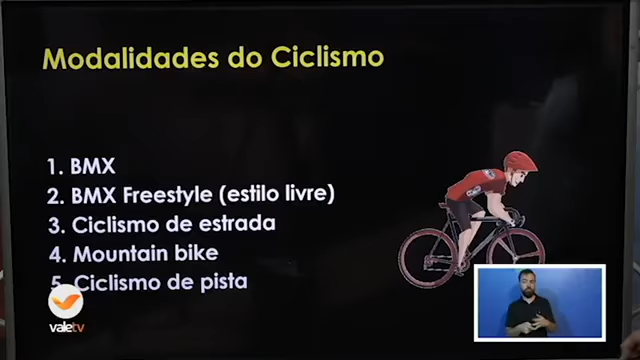 Modalidades do Ciclismo
1. BMX
2. BMX Freestyle (estilo livre)
3. Ciclismo de estrada
4. Mountain bike
5. Ciclismo de pista
valetv